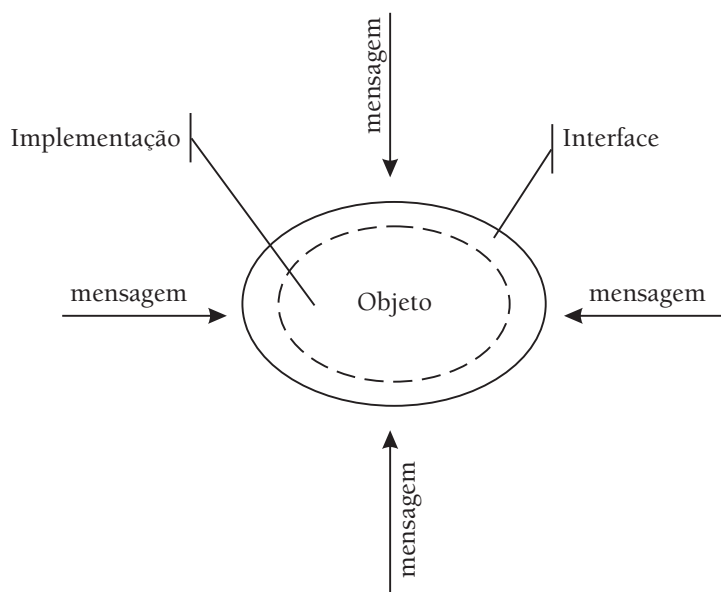 mensagem
Implementação
Interface
mensagem
Objeto
mensagem
mensagem